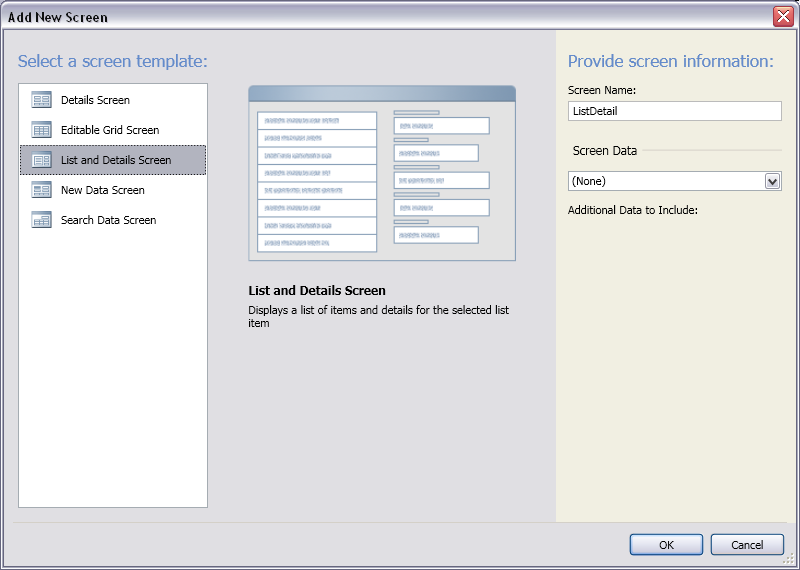 Add New Screen
Select a screen template:
Details Screen
Editable Grid Screen
List and Details Screen
New Data Screen
Search Data Screen
List and Details Screen
Displays a list of items and details for the selected list
item
Provide screen information:
Screen Name:
ListDetail
Screen Data
(None)
Additional Data to Include:
OK
Cancel